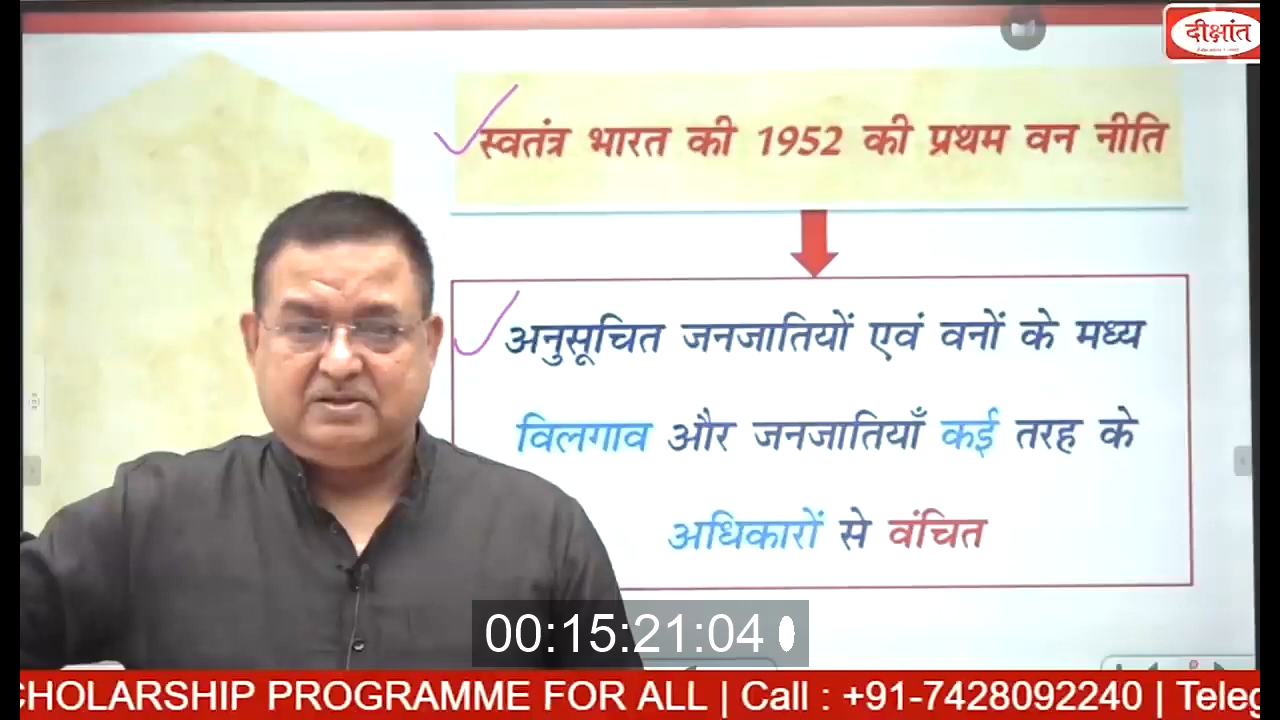 दीक्षांत
स्वतंत्र भारत की 1952 की प्रथम वन नीति
अनुसूचित जनजातियों एवं वनों के मध्य
विलगाव और जनजातियाँ कई तरह के
अधिकारों से वंचित
00:15:21:04
CHOLARSHIP PROGRAMME FOR ALL | Call : +91-7428092240 | Teleg